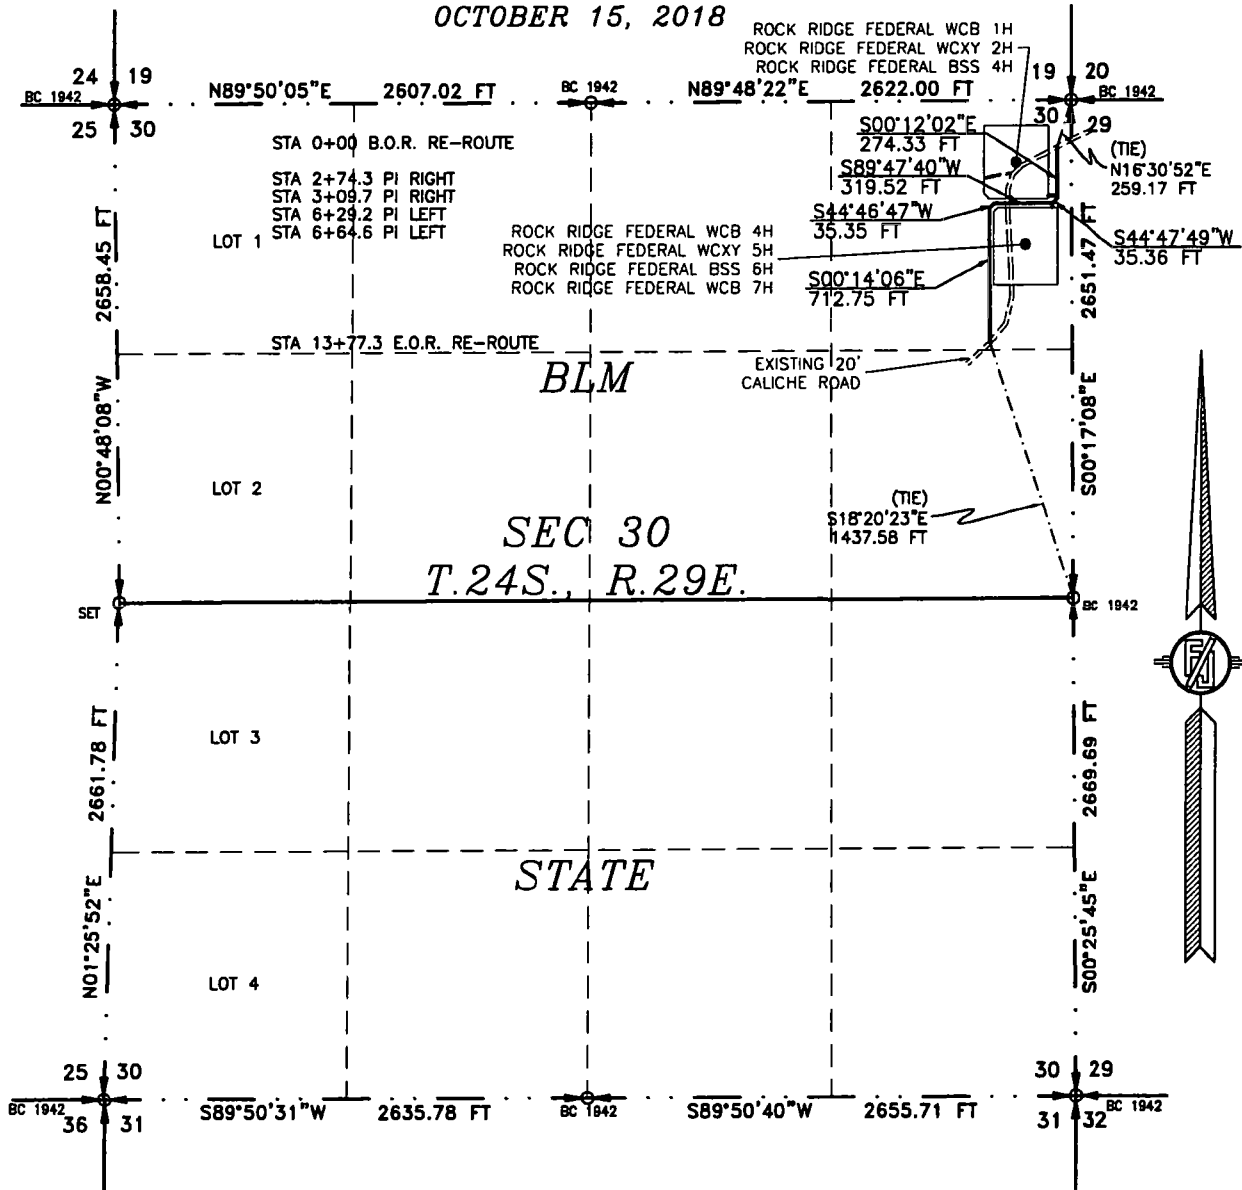 OCTOBER 15, 2018
ROCK RIDGE FEDERAL WCB 1H
ROCK RIDGE FEDERAL WCXY 2H
ROCK RIDGE FEDERAL BSS 4H
24 19
BC 1942
25 30
N89°50'05"E 2607.02 FT
BC 1942
N89°48'22"E 2622.00 FT
19 20
BC 1942
30 29
STA 0+00 B.O.R. RE-ROUTE
STA 2+74.3 PI RIGHT
STA 3+09.7 PI RIGHT
STA 6+29.2 PI LEFT
STA 6+64.6 PI LEFT
S00°12'02"E
274.33 FT
S89°47'40"W
319.52 FT
S44°46'47"W
35.35 FT
(TIE)
N16°30'52"E
259.17 FT
S44°47'49"W
35.36 FT
LOT 1
ROCK RIDGE FEDERAL WCB 4H
ROCK RIDGE FEDERAL WCXY 5H
ROCK RIDGE FEDERAL BSS 6H
ROCK RIDGE FEDERAL WCB 7H
S00°14'06"E
712.75 FT
N00°48'08"W 2658.45 FT
S00°17'08"E 2651.47 FT
STA 13+77.3 E.O.R. RE-ROUTE
EXISTING 20'
CALICHE ROAD
BLM
LOT 2
(TIE)
S18°20'23"E
1437.58 FT
SEC 30
T.24S., R.29E.
SET
BC 1942
LOT 3
N01°25'52"E 2661.78 FT
S00°25'45"E 2669.69 FT
STATE
LOT 4
25 30
BC 1942
36 31
S89°50'31"W 2635.78 FT
BC 1942
S89°50'40"W 2655.71 FT
30 29
BC 1942
31 32